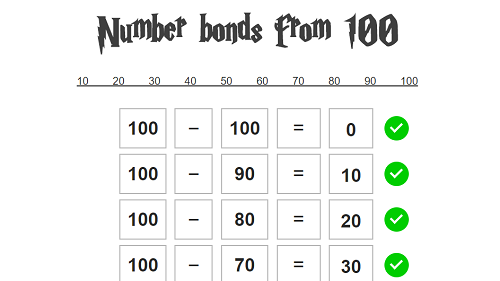 Number bonds from 100
10 20 30 40 50 60 70 80 90 100
100 – 100 = 0
100 – 90 = 10
100 – 80 = 20
100 – 70 = 30